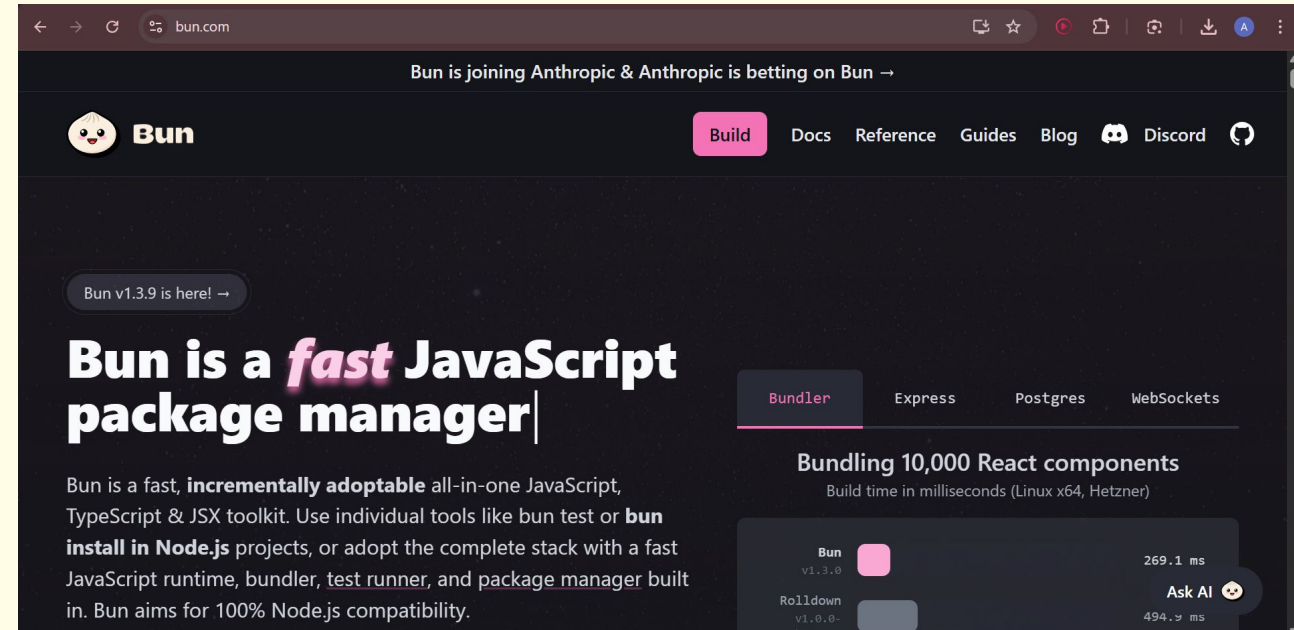 bun.com
A
Bun is joining Anthropic & Anthropic is betting on Bun →
Bun
Build
Docs
Reference
Guides
Blog
Discord
Bun v1.3.9 is here! →
Bun is a fast JavaScript
package manager
Bun is a fast, incrementally adoptable all-in-one JavaScript,
TypeScript & JSX toolkit. Use individual tools like bun test or bun
install in Node.js projects, or adopt the complete stack with a fast
JavaScript runtime, bundler, test runner, and package manager built
in. Bun aims for 100% Node.js compatibility.
Bundler
Express
Postgres
WebSockets
Bundling 10,000 React components
Build time in milliseconds (Linux x64, Hetzner)
Bun
v1.3.0
269.1 ms
Ask AI
Rolldown
v1.0.0-
494.9 ms